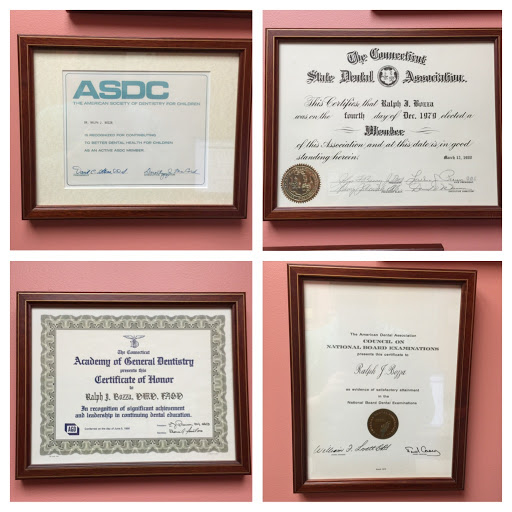 ASDC
THE AMERICAN SOCIETY OF DENTISTRY FOR CHILDREN
IS RECOGNIZED FOR CONTRIBUTING
TO BETTER DENTAL HEALTH FOR CHILDREN
AS AN ACTIVE ASDC MEMBER.
The Connecticut
State Dental Association.
This Certifies that Ralph J. Bozza
was on the fourth day of Dec. 1979 elected a
Member
of this Association and at this date is in good
standing herein:
The Connecticut
Academy of General Dentistry
presents this
Certificate of Honor
to
Ralph J. Bozza, DMD, FAGD
In recognition of significant achievement
and leadership in continuing dental education.
AGD
The American Dental Association
COUNCIL ON
NATIONAL BOARD EXAMINATIONS
presents this certificate to
Ralph J Bozza
as evidence of satisfactory attainment
in the
National Board Dental Examinations